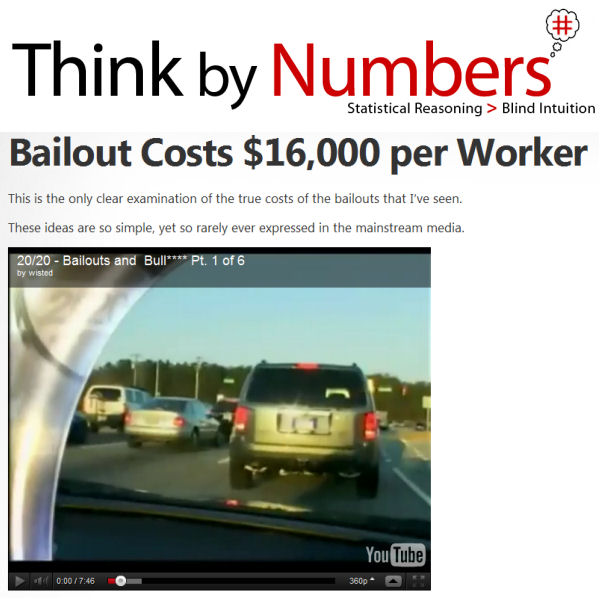 Think by Numbers #
Statistical Reasoning > Blind Intuition
Bailout Costs $16,000 per Worker
This is the only clear examination of the true costs of the bailouts that I've seen.
These ideas are so simple, yet so rarely ever expressed in the mainstream media.
20/20 - Bailouts and Bull**** Pt. 1 of 6
by wisted
YouTube
0:00 / 7:46 360p